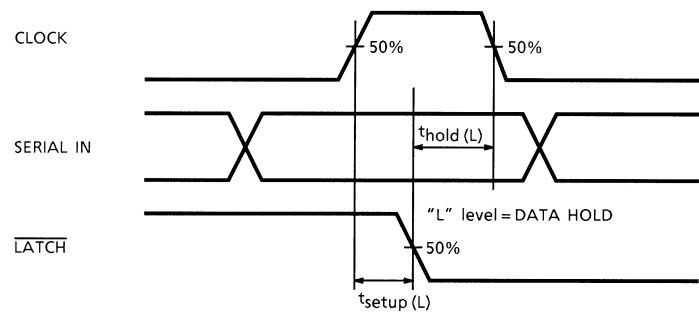 CLOCK
50%
50%
SERIAL IN
thold (L)
"L" level = DATA HOLD
LATCH
50%
tsetup (L)